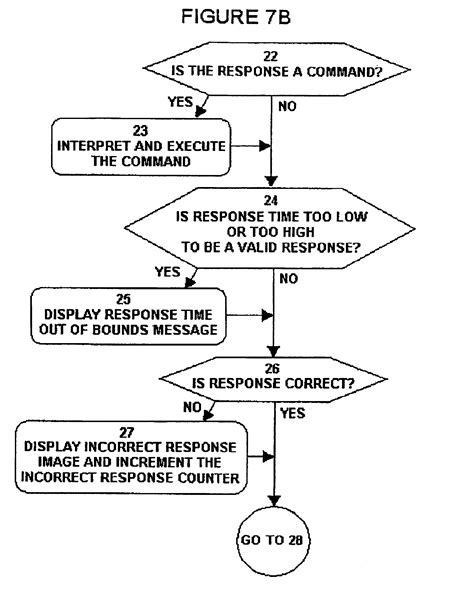 FIGURE 7B
22
IS THE RESPONSE A COMMAND?
YES
NO
23
INTERPRET AND EXECUTE
THE COMMAND
24
IS RESPONSE TIME TOO LOW
OR TOO HIGH
TO BE A VALID RESPONSE?
YES
NO
25
DISPLAY RESPONSE TIME
OUT OF BOUNDS MESSAGE
26
IS RESPONSE CORRECT?
NO
YES
27
DISPLAY INCORRECT RESPONSE
IMAGE AND INCREMENT THE
INCORRECT RESPONSE COUNTER
GO TO 28